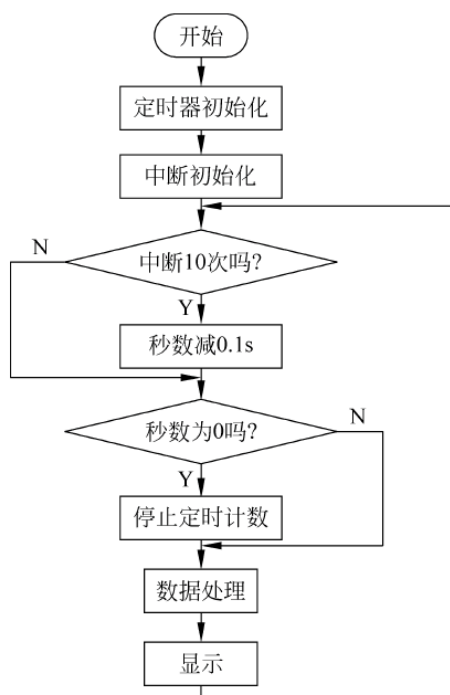 开始
定时器初始化
中断初始化
N
中断10次吗?
Y
秒数减0.1s
N
秒数为0吗?
Y
停止定时计数
数据处理
显示